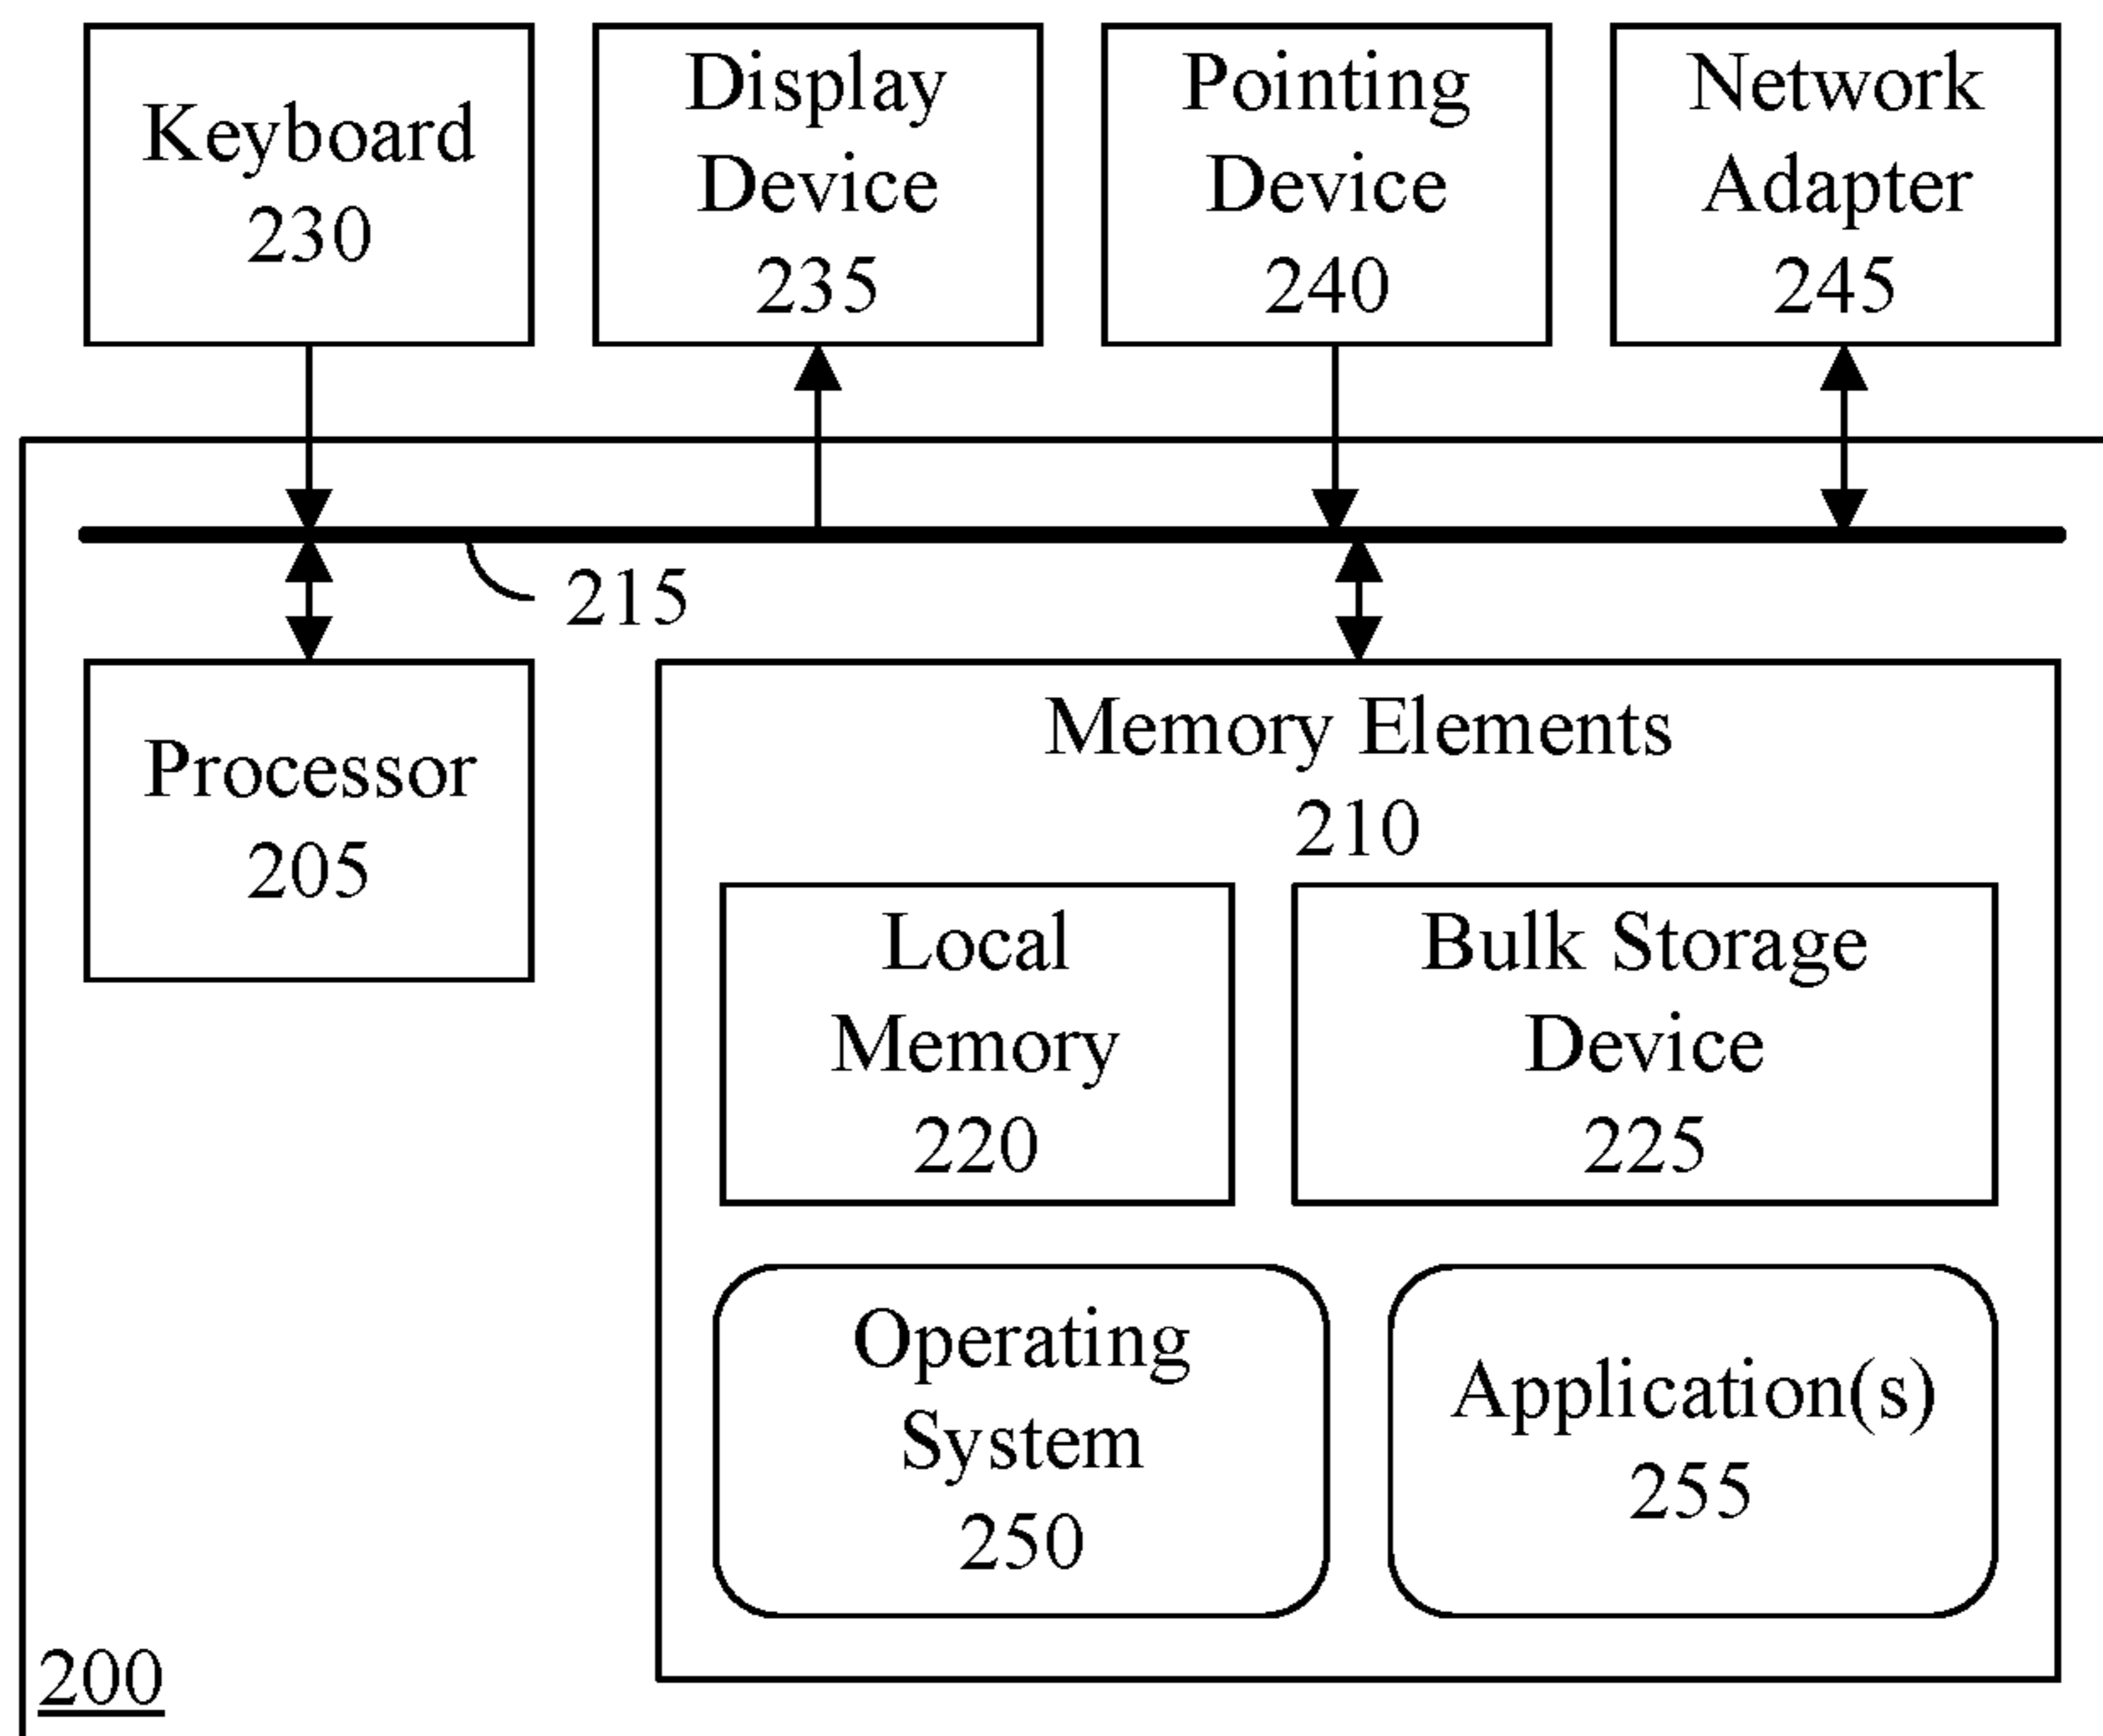 Keyboard
230
Display
Device
235
Pointing
Device
240
Network
Adapter
245
215
Processor
205
Memory Elements
210
Local
Memory
220
Bulk Storage
Device
225
Operating
System
250
Application(s)
255
200